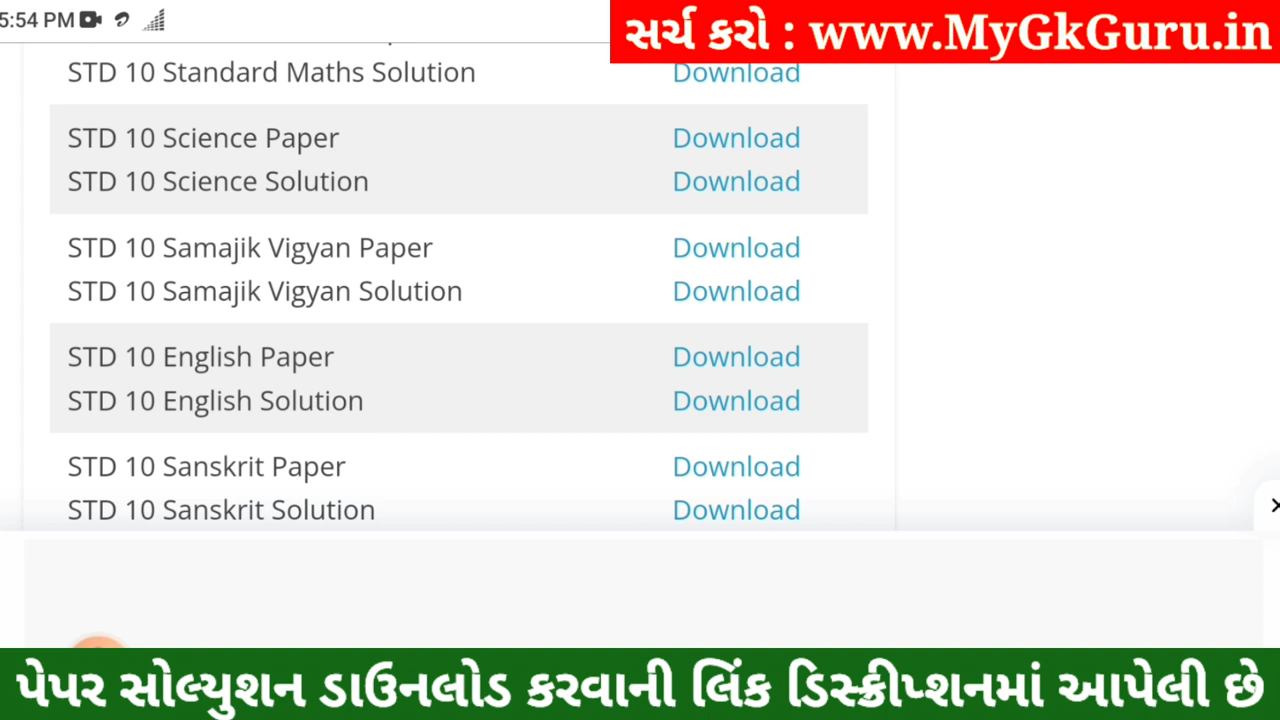 5:54 PM
સર્ચ કરો : www.MyGkGuru.in
STD 10 Standard Maths Solution Download
STD 10 Science Paper Download
STD 10 Science Solution Download
STD 10 Samajik Vigyan Paper Download
STD 10 Samajik Vigyan Solution Download
STD 10 English Paper Download
STD 10 English Solution Download
STD 10 Sanskrit Paper Download
STD 10 Sanskrit Solution Download
પેપર સોલ્યુશન ડાઉનલોડ કરવાની લિંક ડિસ્ક્રીપ્શનમાં આપેલી છે